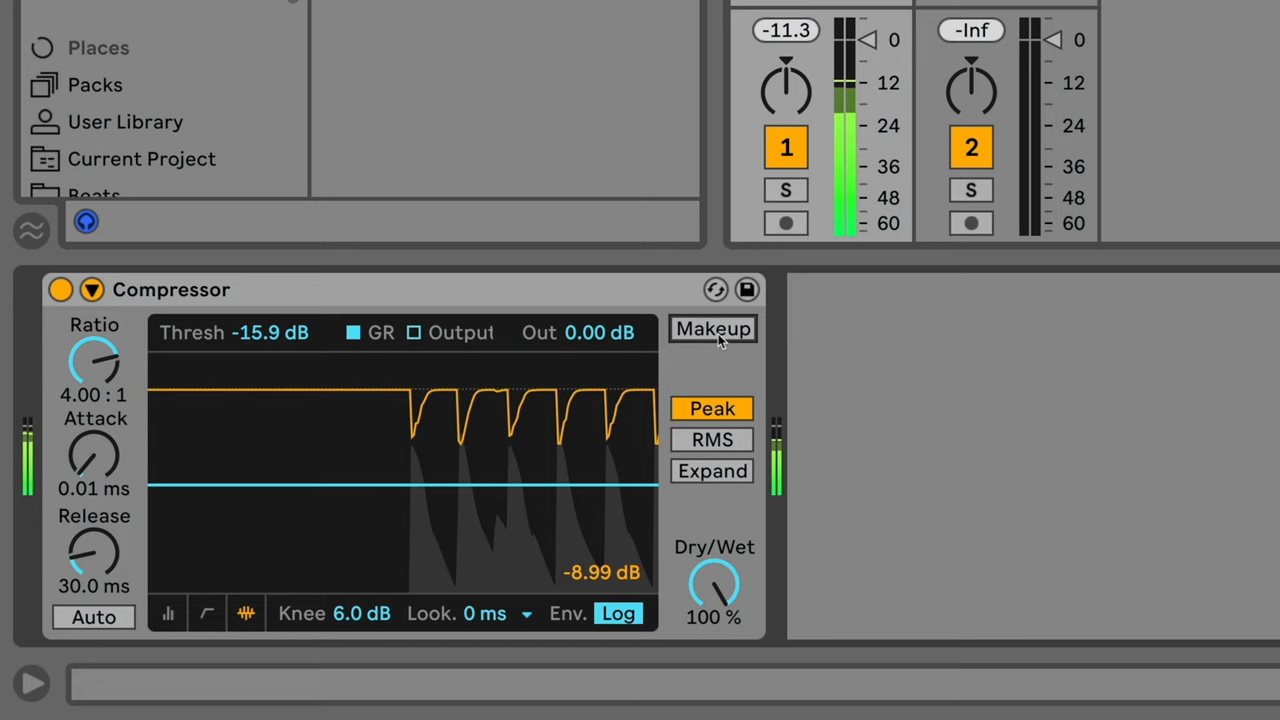 Places
Packs
User Library
Current Project
Beats
-11.3
0
12
24
36
48
60
1
S
-Inf
0
12
24
36
48
60
2
S
Compressor
Ratio
4.00 : 1
Attack
0.01 ms
Release
30.0 ms
Auto
Thresh -15.9 dB GR Output Out 0.00 dB
-8.99 dB
Knee 6.0 dB Look. 0 ms Env. Log
Makeup
Peak
RMS
Expand
Dry/Wet
100 %